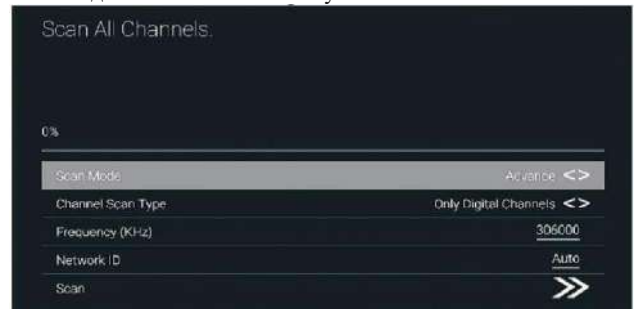 Scan All Channels.
0%
Scan Mode Advance <>
Channel Scan Type Only Digital Channels <>
Frequency (KHz) 306000
Network ID Auto
Scan